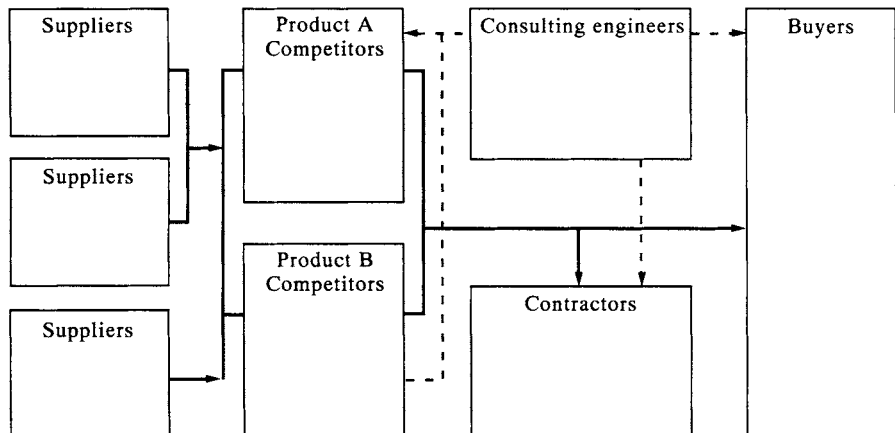 Suppliers
Product A
Competitors
Consulting engineers
Buyers
Suppliers
Product B
Competitors
Suppliers
Contractors